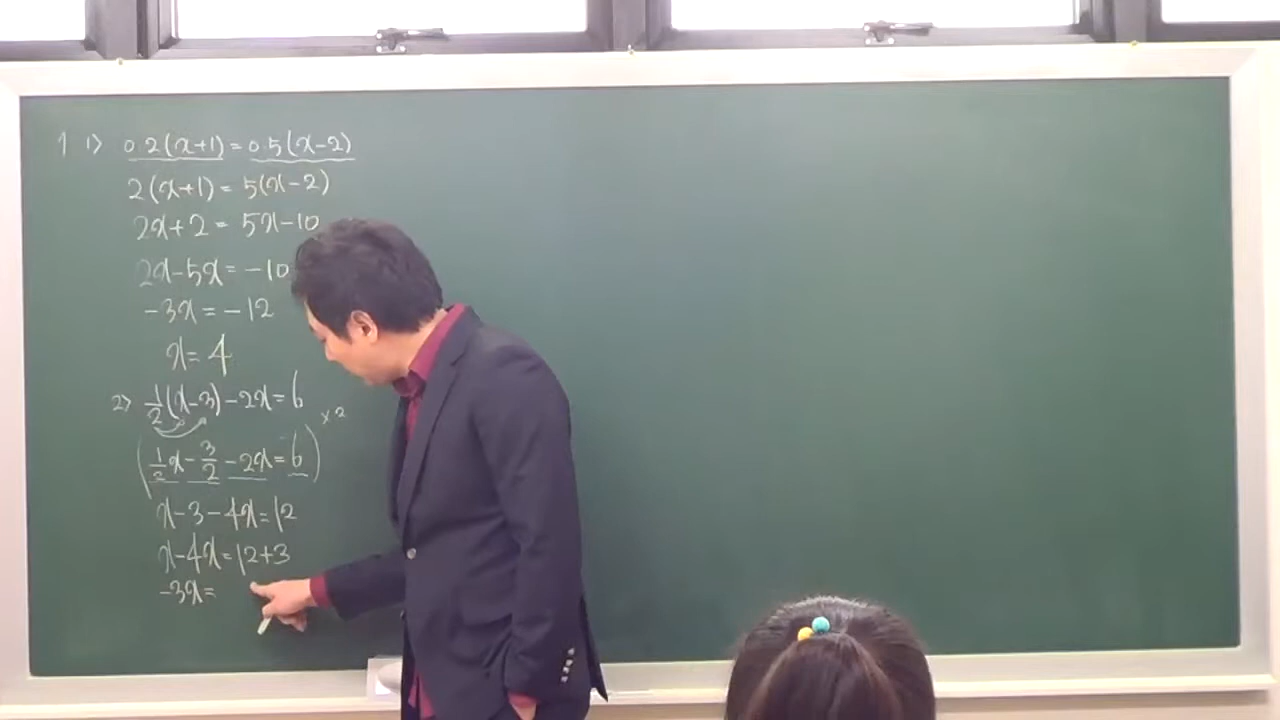 1 1) 0.2(x+1) = 0.5(x-2)
2(x+1) = 5(x-2)
2x+2 = 5x-10
2x-5x = -10
-3x = -12
x = 4
2) 1/2(x-3)-2x = 6
(1/2x - 3/2 - 2x = 6) ×2
x-3-4x = 12
x-4x = 12+3
-3x =